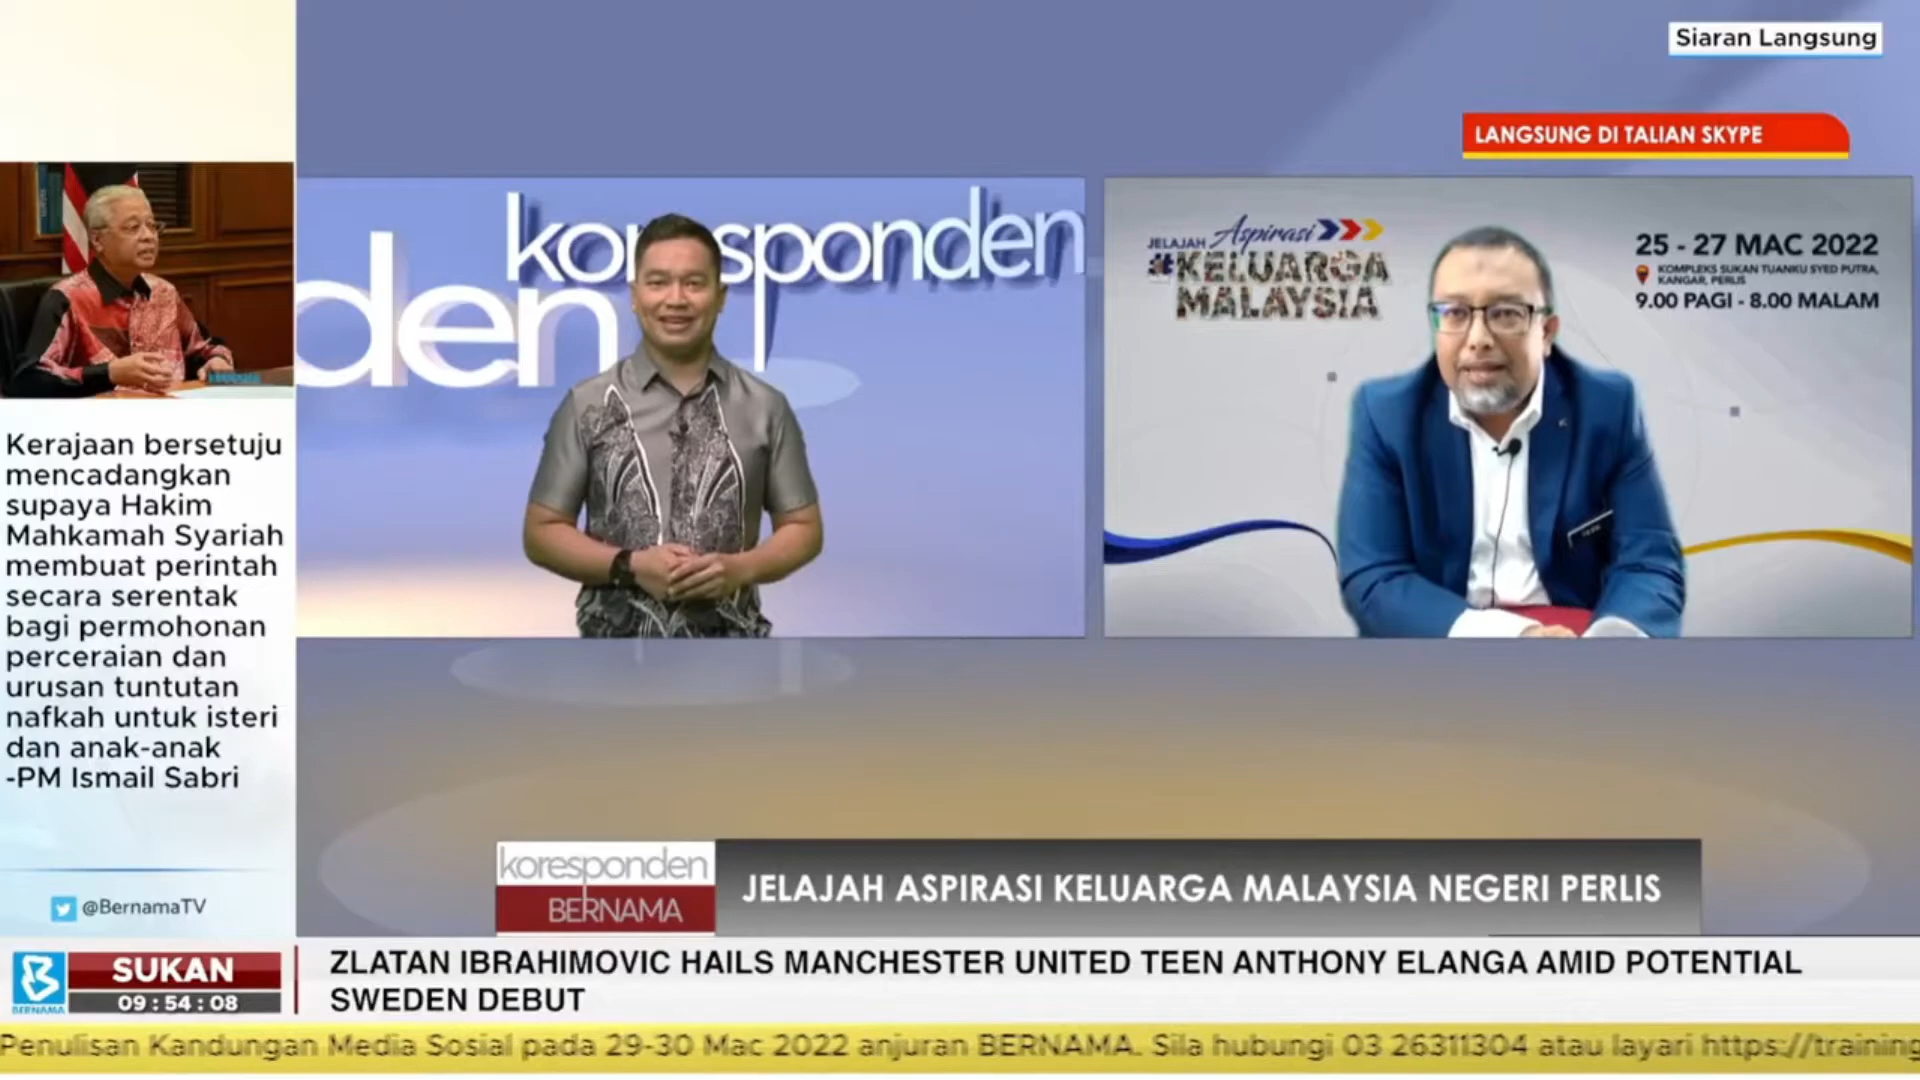 Siaran Langsung
LANGSUNG DI TALIAN SKYPE
koresponden
den
JELAJAH Aspirasi
#KELUARGA
MALAYSIA
25 - 27 MAC 2022
KOMPLEKS SUKAN TUANKU SYED PUTRA,
KANGAR, PERLIS
9.00 PAGI - 8.00 MALAM
Kerajaan bersetuju
mencadangkan
supaya Hakim
Mahkamah Syariah
membuat perintah
secara serentak
bagi permohonan
perceraian dan
urusan tuntutan
nafkah untuk isteri
dan anak-anak
-PM Ismail Sabri
@BernamaTV
koresponden
BERNAMA
JELAJAH ASPIRASI KELUARGA MALAYSIA NEGERI PERLIS
BERNAMA
SUKAN
09:54:08
ZLATAN IBRAHIMOVIC HAILS MANCHESTER UNITED TEEN ANTHONY ELANGA AMID POTENTIAL
SWEDEN DEBUT
Penulisan Kandungan Media Sosial pada 29-30 Mac 2022 anjuran BERNAMA. Sila hubungi 03 26311304 atau layari https://training